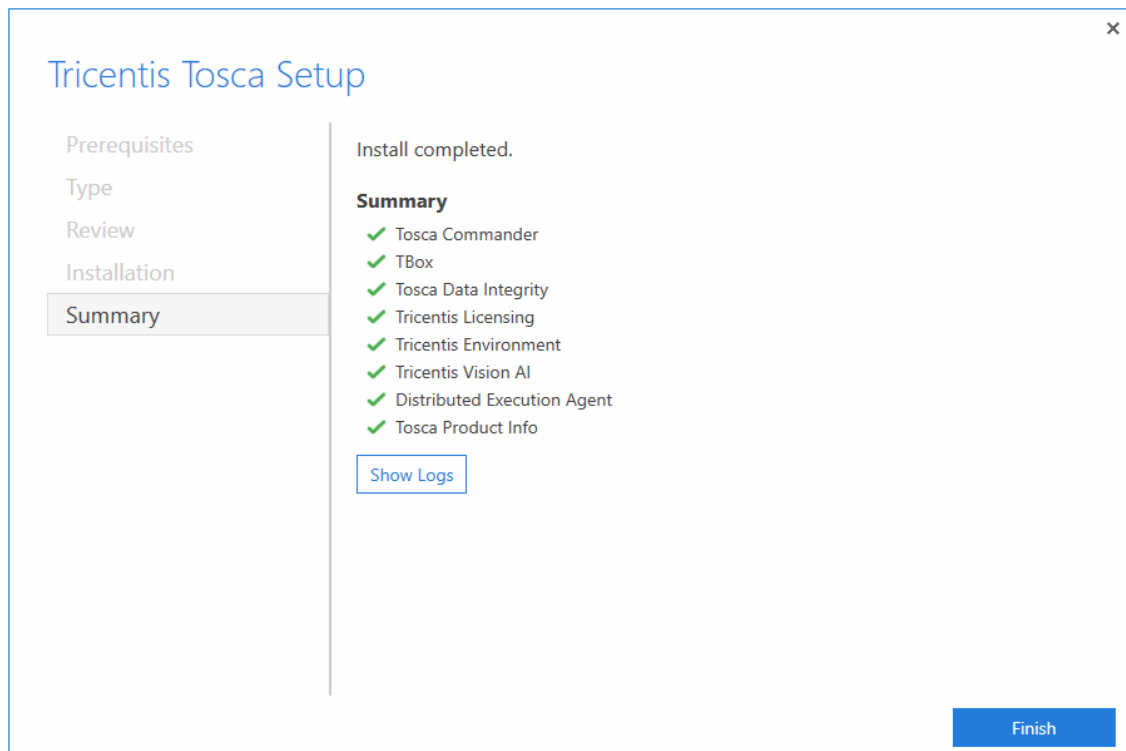 Tricentis Tosca Setup
Prerequisites
Type
Review
Installation
Summary
Install completed.
Summary
Tosca Commander
TBox
Tosca Data Integrity
Tricentis Licensing
Tricentis Environment
Tricentis Vision AI
Distributed Execution Agent
Tosca Product Info
Show Logs
Finish